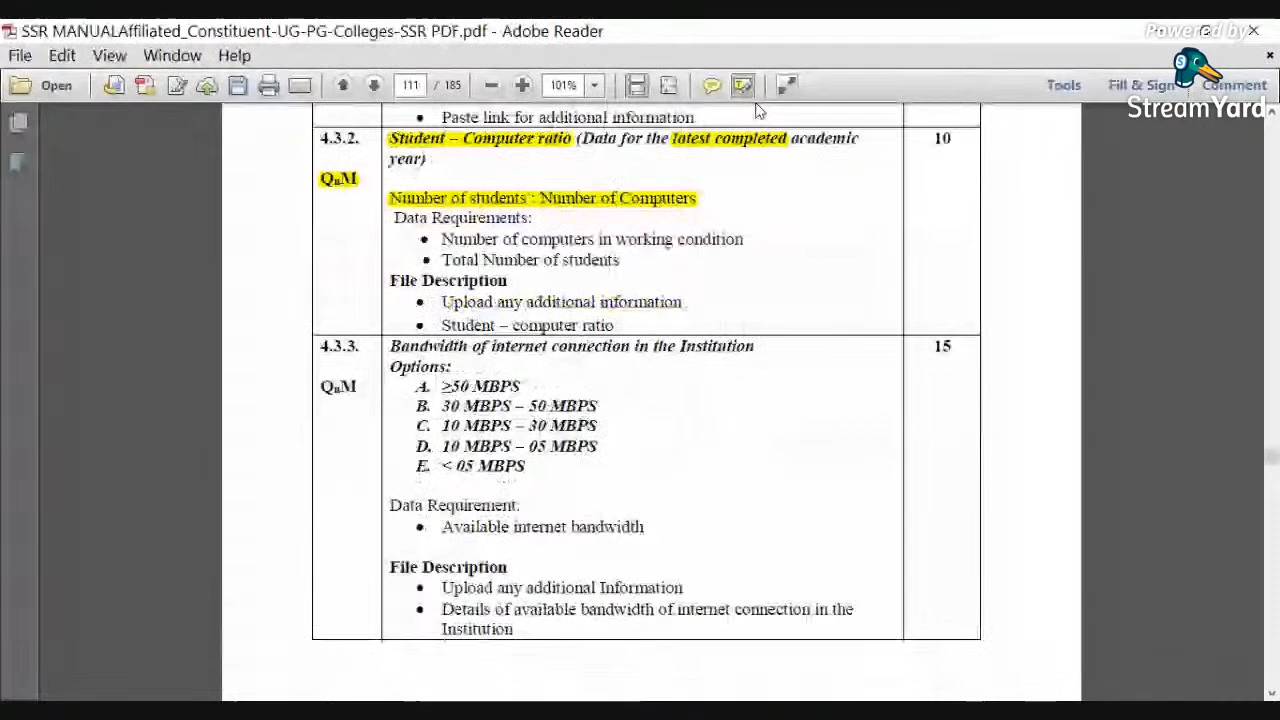 SSR MANUALAffiliated_Constituent-UG-PG-Colleges-SSR PDF.pdf - Adobe Reader
Powered by
File Edit View Window Help
Open 111 / 185 101% Tools Fill & Sign Comment
StreamYard
• Paste link for additional information
4.3.2. Student – Computer ratio (Data for the latest completed academic 10
year)
QnM
Number of students : Number of Computers
Data Requirements:
• Number of computers in working condition
• Total Number of students
File Description
• Upload any additional information
• Student – computer ratio
4.3.3. Bandwidth of internet connection in the Institution 15
Options:
QnM A. ≥50 MBPS
B. 30 MBPS – 50 MBPS
C. 10 MBPS – 30 MBPS
D. 10 MBPS – 05 MBPS
E. < 05 MBPS
Data Requirement:
• Available internet bandwidth
File Description
• Upload any additional Information
• Details of available bandwidth of internet connection in the
Institution